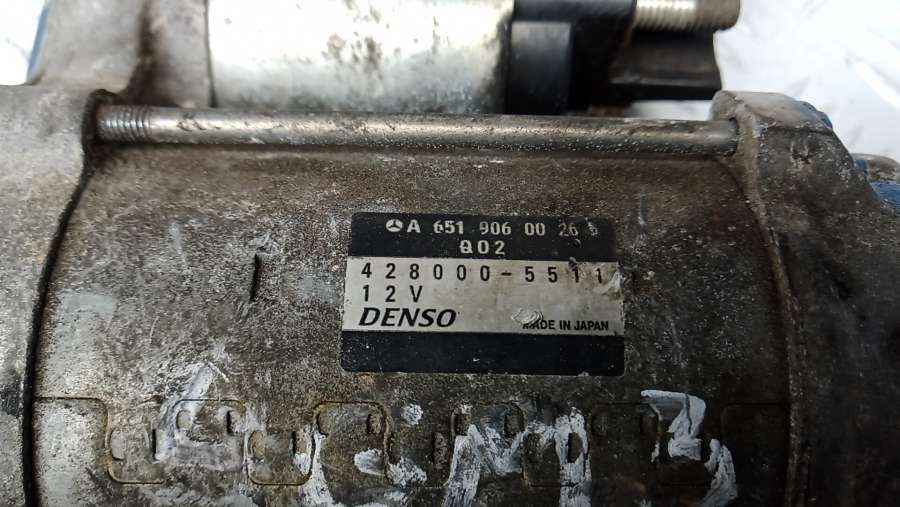 A 651 906 00 26
Q02
428000-5511
12V
DENSO MADE IN JAPAN